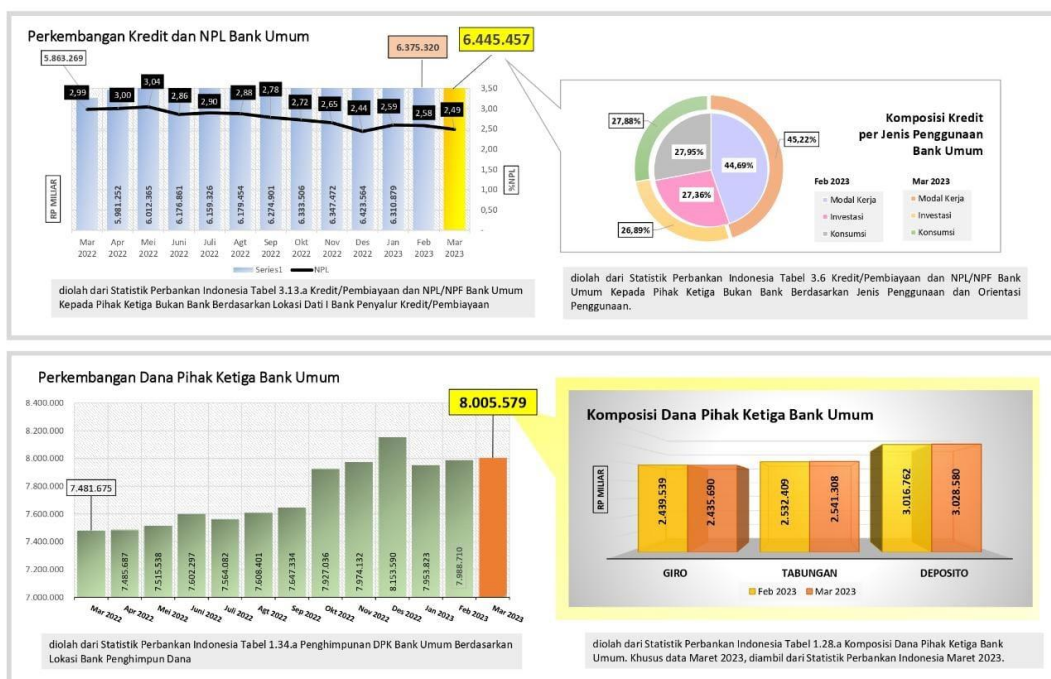 Perkembangan Kredit dan NPL Bank Umum
5.863.269
6.375.320
6.445.457
2,99
3,00
3,04
2,86
2,90
2,88
2,78
2,72
2,65
2,44
2,59
2,58
2,49
3,50
3,00
2,50
2,00
1,50
1,00
0,50
-
%NPL
RP MILIAR
5.981.252
6.012.365
6.176.861
6.159.326
6.179.454
6.274.901
6.333.506
6.347.472
6.423.564
6.310.879
Mar 2022
Apr 2022
Mei 2022
Juni 2022
Juli 2022
Agt 2022
Sep 2022
Okt 2022
Nov 2022
Des 2022
Jan 2023
Feb 2023
Mar 2023
Series1
NPL
diolah dari Statistik Perbankan Indonesia Tabel 3.13.a Kredit/Pembiayaan dan NPL/NPF Bank Umum
Kepada Pihak Ketiga Bukan Bank Berdasarkan Lokasi Dati I Bank Penyalur Kredit/Pembiayaan
Komposisi Kredit
per Jenis Penggunaan
Bank Umum
27,88%
45,22%
27,95%
44,69%
27,36%
26,89%
Feb 2023
Modal Kerja
Investasi
Konsumsi
Mar 2023
Modal Kerja
Investasi
Konsumsi
diolah dari Statistik Perbankan Indonesia Tabel 3.6 Kredit/Pembiayaan dan NPL/NPF Bank
Umum Kepada Pihak Ketiga Bukan Bank Berdasarkan Jenis Penggunaan dan Orientasi
Penggunaan.
Perkembangan Dana Pihak Ketiga Bank Umum
8.005.579
8.400.000
8.200.000
8.000.000
7.800.000
7.600.000
7.400.000
7.200.000
7.000.000
7.481.675
7.485.687
7.515.538
7.602.297
7.564.082
7.608.401
7.647.334
7.927.036
7.974.132
8.153.590
7.953.823
7.988.710
Mar 2022
Apr 2022
Mei 2022
Juni 2022
Juli 2022
Agt 2022
Sep 2022
Okt 2022
Nov 2022
Des 2022
Jan 2023
Feb 2023
Mar 2023
diolah dari Statistik Perbankan Indonesia Tabel 1.34.a Penghimpunan DPK Bank Umum Berdasarkan
Lokasi Bank Penghimpun Dana
Komposisi Dana Pihak Ketiga Bank Umum
RP MILIAR
2.439.539
2.435.690
2.532.409
2.541.308
3.016.762
3.028.580
GIRO
TABUNGAN
DEPOSITO
Feb 2023
Mar 2023
diolah dari Statistik Perbankan Indonesia Tabel 1.28.a Komposisi Dana Pihak Ketiga Bank
Umum. Khusus data Maret 2023, diambil dari Statistik Perbankan Indonesia Maret 2023.